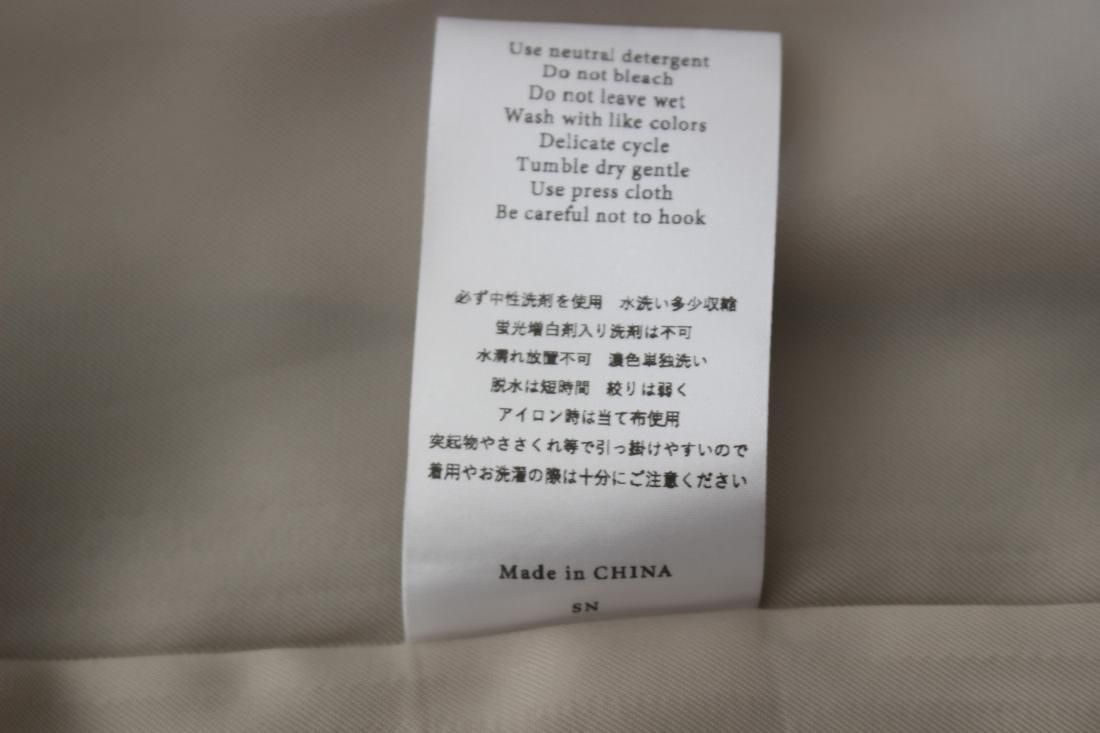 Use neutral detergent
Do not bleach
Do not leave wet
Wash with like colors
Delicate cycle
Tumble dry gentle
Use press cloth
Be careful not to hook
必ず中性洗剤を使用　水洗い多少収縮
蛍光増白剤入り洗剤は不可
水濡れ放置不可　濃色単独洗い
脱水は短時間　絞りは弱く
アイロン時は当て布使用
突起物やささくれ等で引っ掛けやすいので
着用やお洗濯の際は十分にご注意ください
Made in CHINA
SN